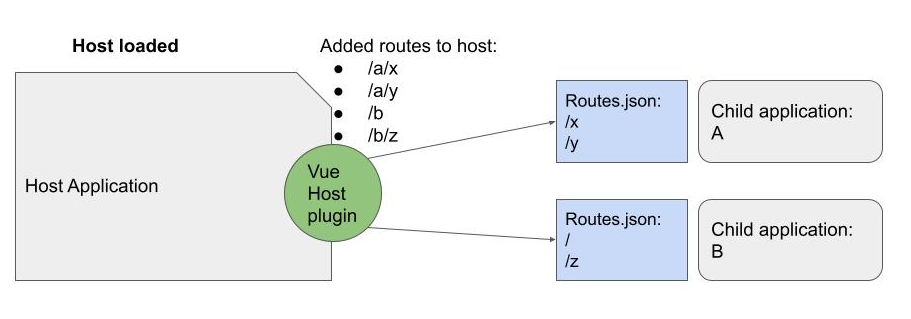 Host loaded
Added routes to host:
● /a/x
● /a/y
● /b
● /b/z
Host Application
Vue
Host
plugin
Routes.json:
/x
/y
Child application:
A
Routes.json:
/
/z
Child application:
B